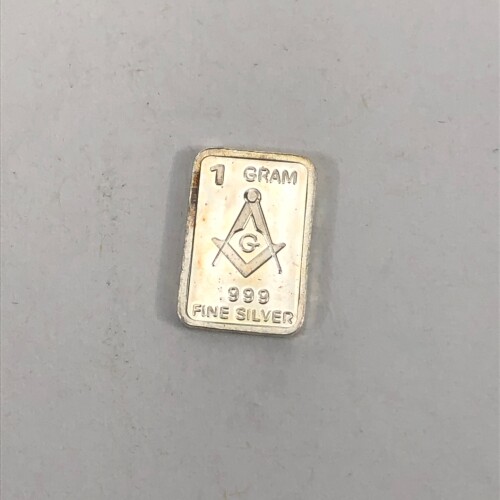 1 GRAM
G
.999
FINE SILVER